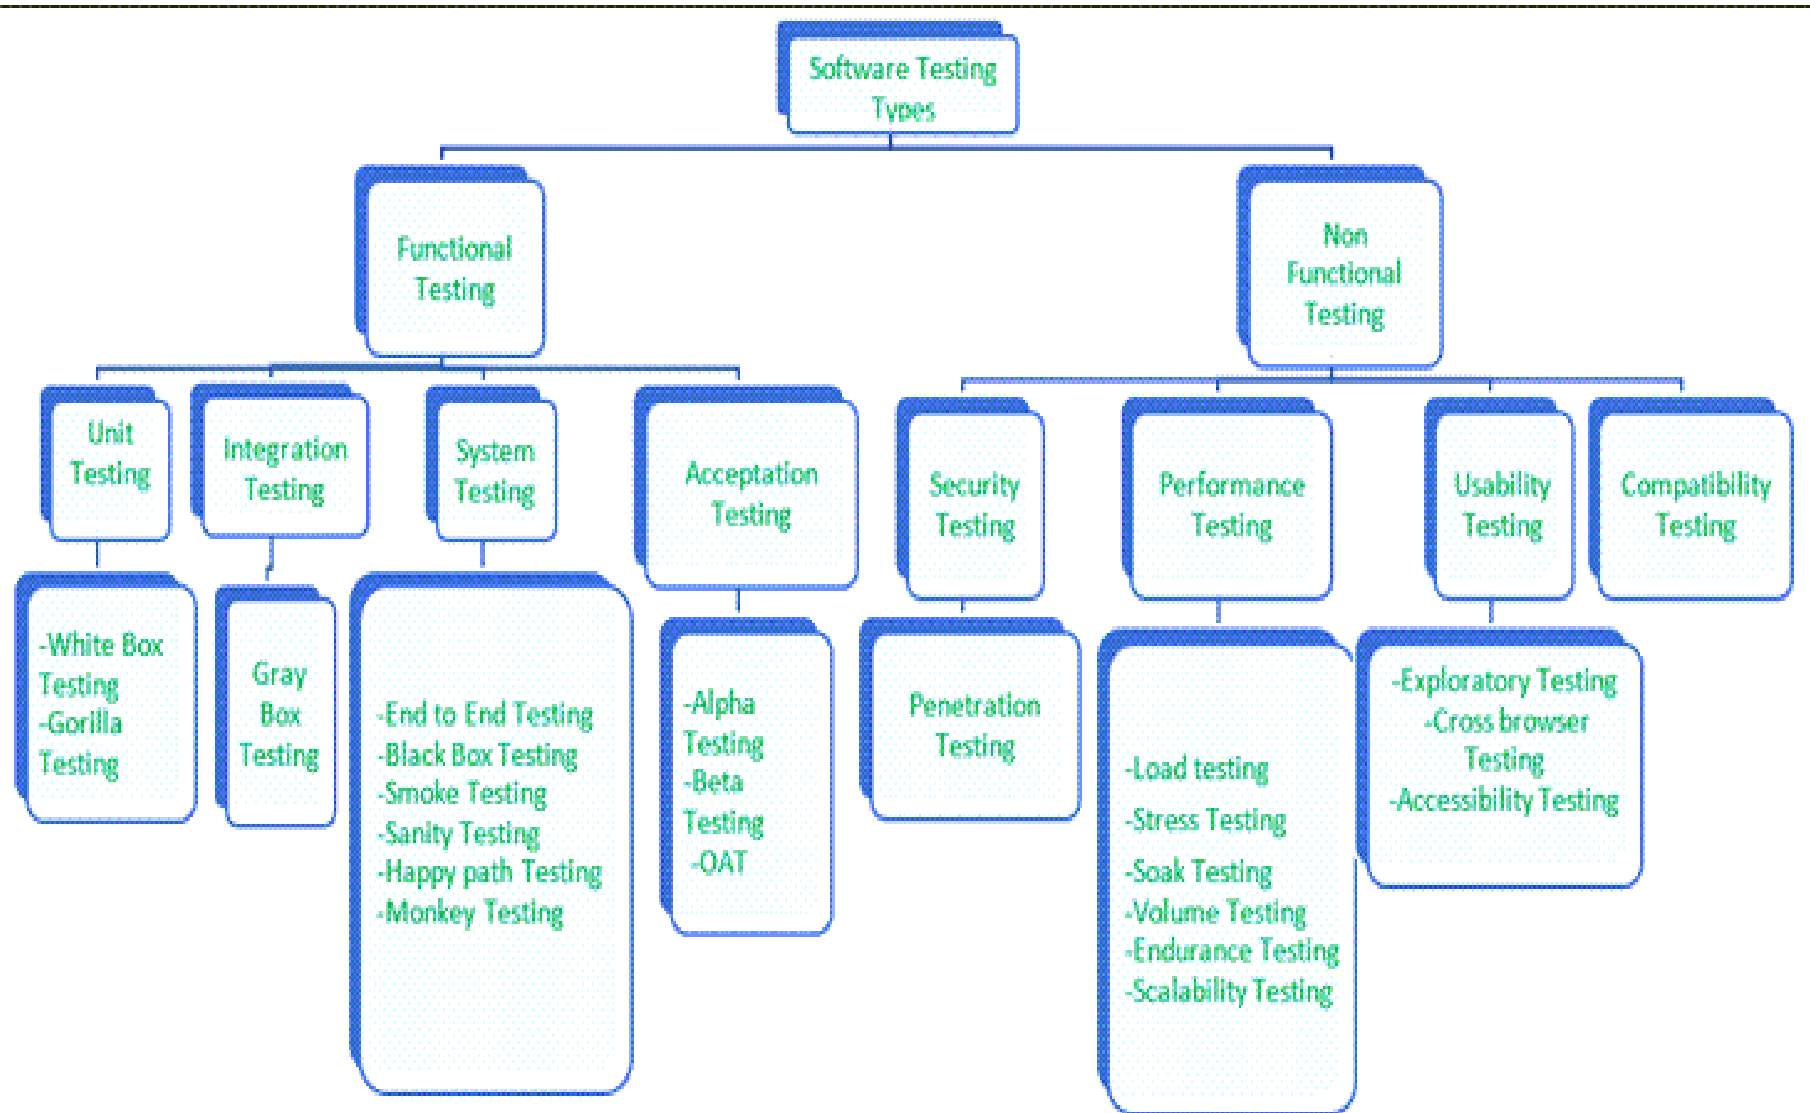 Software Testing
Types
Functional
Testing
Non
Functional
Testing
Unit
Testing
Integration
Testing
System
Testing
Acceptation
Testing
Security
Testing
Performance
Testing
Usability
Testing
Compatibility
Testing
-White Box
Testing
-Gorilla
Testing
Gray
Box
Testing
-End to End Testing
-Black Box Testing
-Smoke Testing
-Sanity Testing
-Happy path Testing
-Monkey Testing
-Alpha
Testing
-Beta
Testing
-OAT
Penetration
Testing
-Load testing
-Stress Testing
-Soak Testing
-Volume Testing
-Endurance Testing
-Scalability Testing
-Exploratory Testing
-Cross browser
Testing
-Accessibility Testing